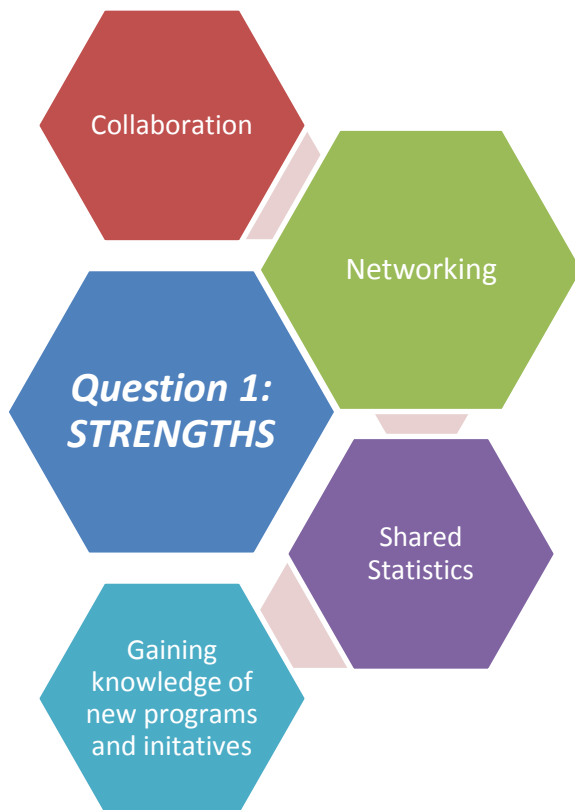 Collaboration
Networking
Question 1:
STRENGTHS
Shared
Statistics
Gaining
knowledge of
new programs
and initatives